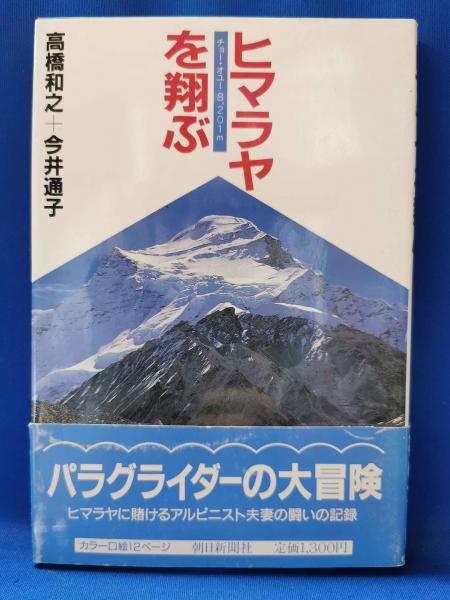 ヒマラヤ
を翔ぶ
チョー・オユー8,201m
高橋和之+今井通子
パラグライダーの大冒険
ヒマラヤに賭けるアルピニスト夫妻の闘いの記録
カラー口絵12ページ 朝日新聞社 定価1,300円